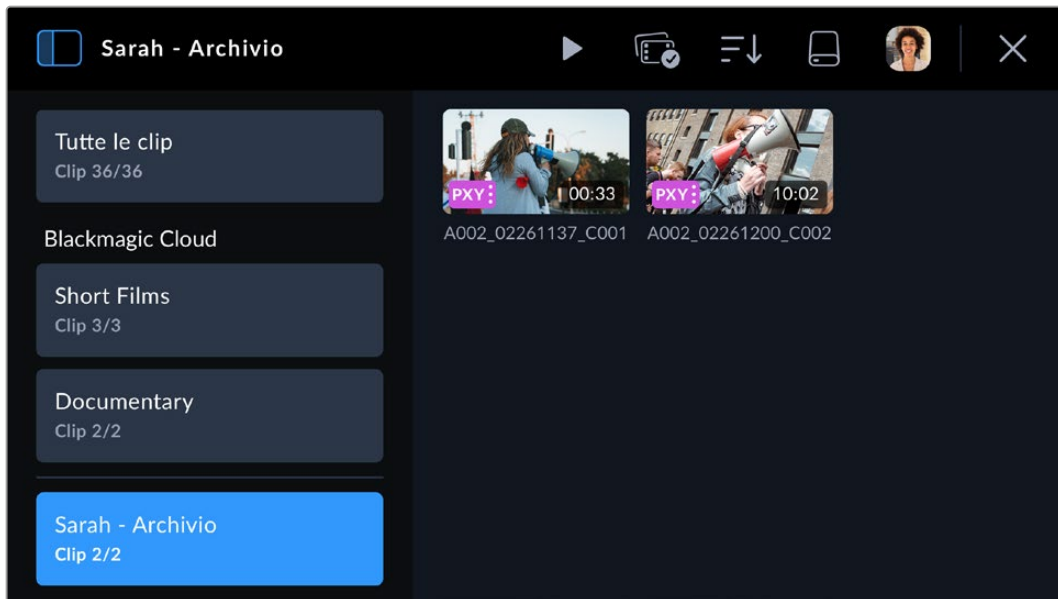 Sarah - Archivio
Tutte le clip
Clip 36/36
Blackmagic Cloud
Short Films
Clip 3/3
Documentary
Clip 2/2
Sarah - Archivio
Clip 2/2
PXY
00:33
PXY
10:02
A002_02261137_C001
A002_02261200_C002